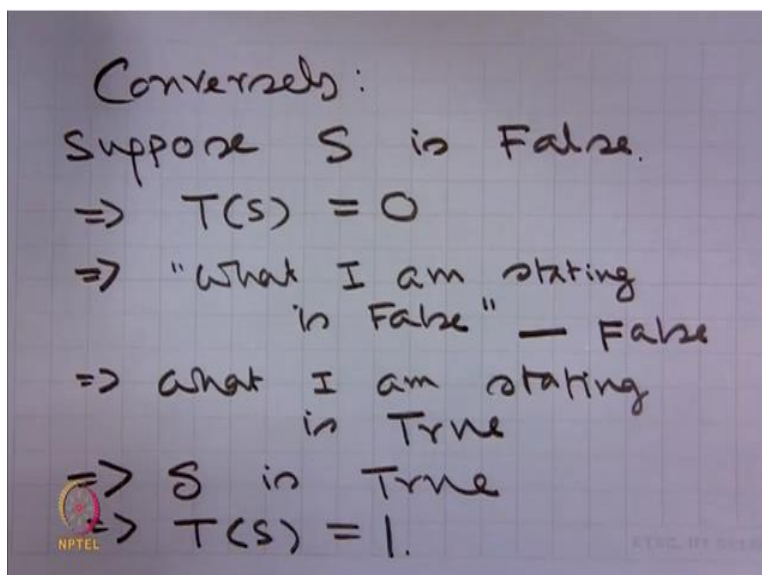 Conversely:
Suppose S is False.
=> T(S) = 0
=> "What I am stating
is False" — False
=> What I am stating
is True
=> S is True
=> T(S) = 1.
NPTEL